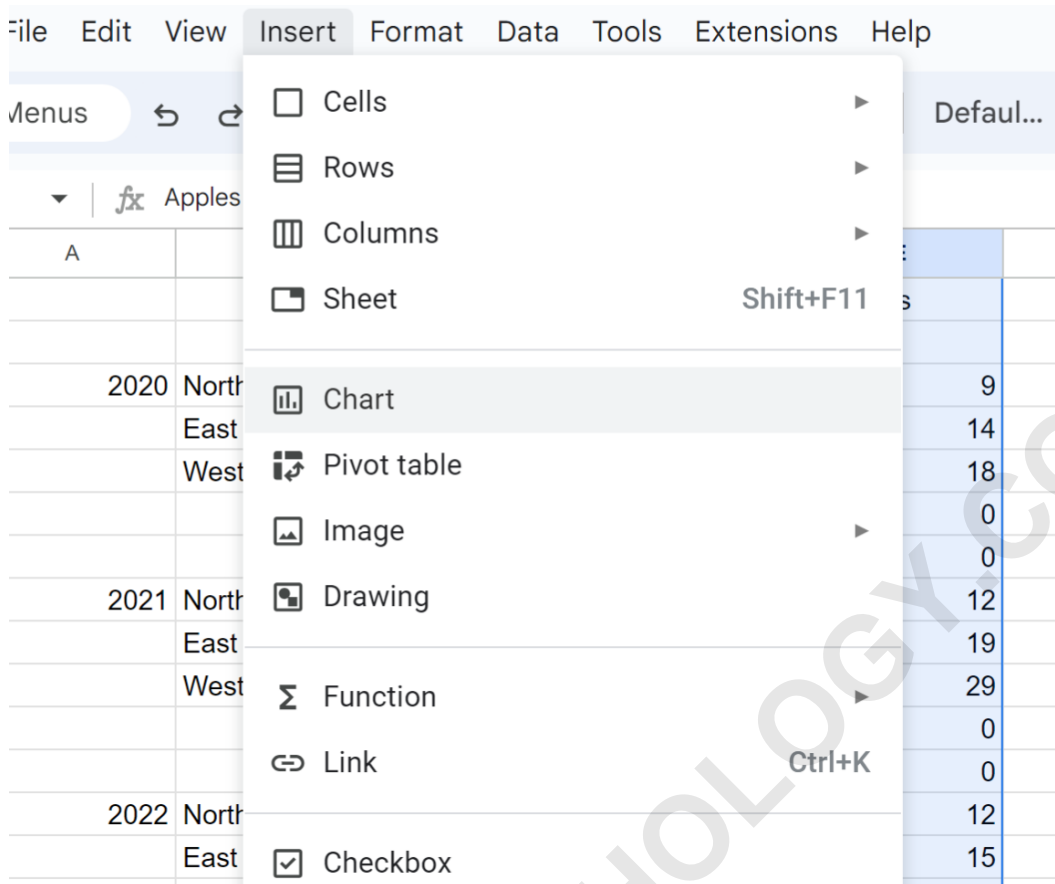 File Edit View Insert Format Data Tools Extensions Help
Menus Defaul...
fx Apples
A E
Cells
Rows
Columns
Sheet Shift+F11 s
2020 North 9
Chart
East 14
West 18
Pivot table
0
Image
0
2021 North 12
Drawing
East 19
West 29
Function
0
Link Ctrl+K
0
2022 North 12
East 15
Checkbox
HOLOGY.CO